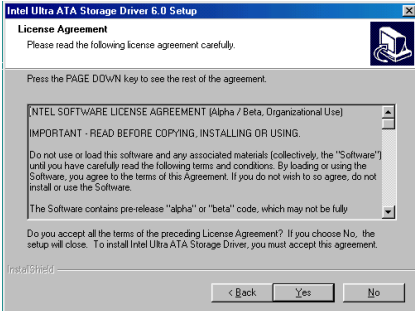 Intel Ultra ATA Storage Driver 6.0 Setup
License Agreement
Please read the following license agreement carefully.
Press the PAGE DOWN key to see the rest of the agreement.
INTEL SOFTWARE LICENSE AGREEMENT (Alpha / Beta, Organizational Use)
IMPORTANT - READ BEFORE COPYING, INSTALLING OR USING.
Do not use or load this software and any associated materials (collectively, the "Software")
until you have carefully read the following terms and conditions. By loading or using the
Software, you agree to the terms of this Agreement. If you do not wish to so agree, do not
install or use the Software.
The Software contains pre-release "alpha" or "beta" code, which may not be fully
Do you accept all the terms of the preceding License Agreement? If you choose No, the
setup will close. To install Intel Ultra ATA Storage Driver, you must accept this agreement.
InstallShield
< Back Yes No